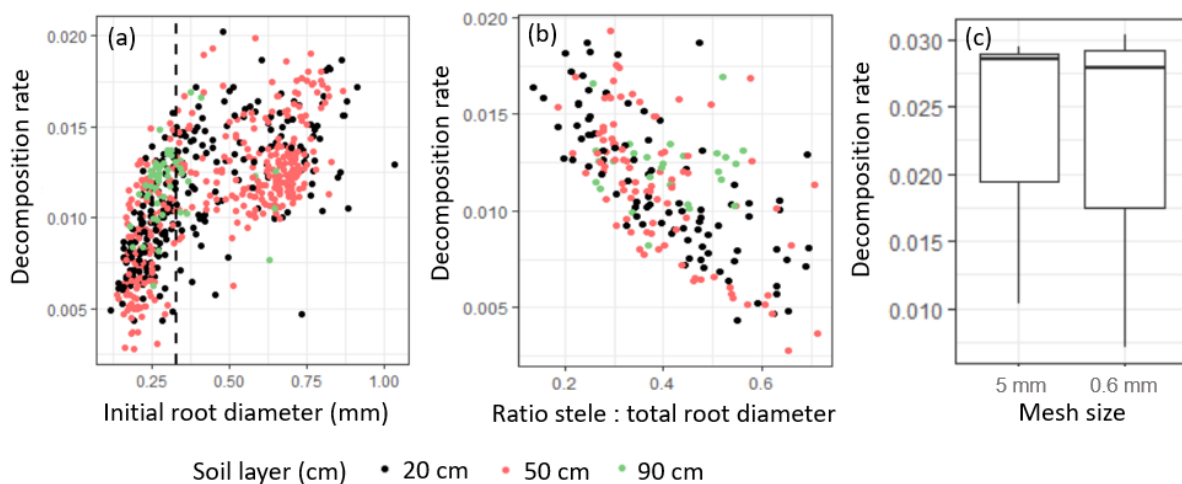 (a)
Decomposition rate
0.020
0.015
0.010
0.005
0.25 0.50 0.75 1.00
Initial root diameter (mm)
(b)
Decomposition rate
0.020
0.015
0.010
0.005
0.2 0.4 0.6
Ratio stele : total root diameter
(c)
Decomposition rate
0.030
0.025
0.020
0.015
0.010
5 mm 0.6 mm
Mesh size
Soil layer (cm) 20 cm 50 cm 90 cm